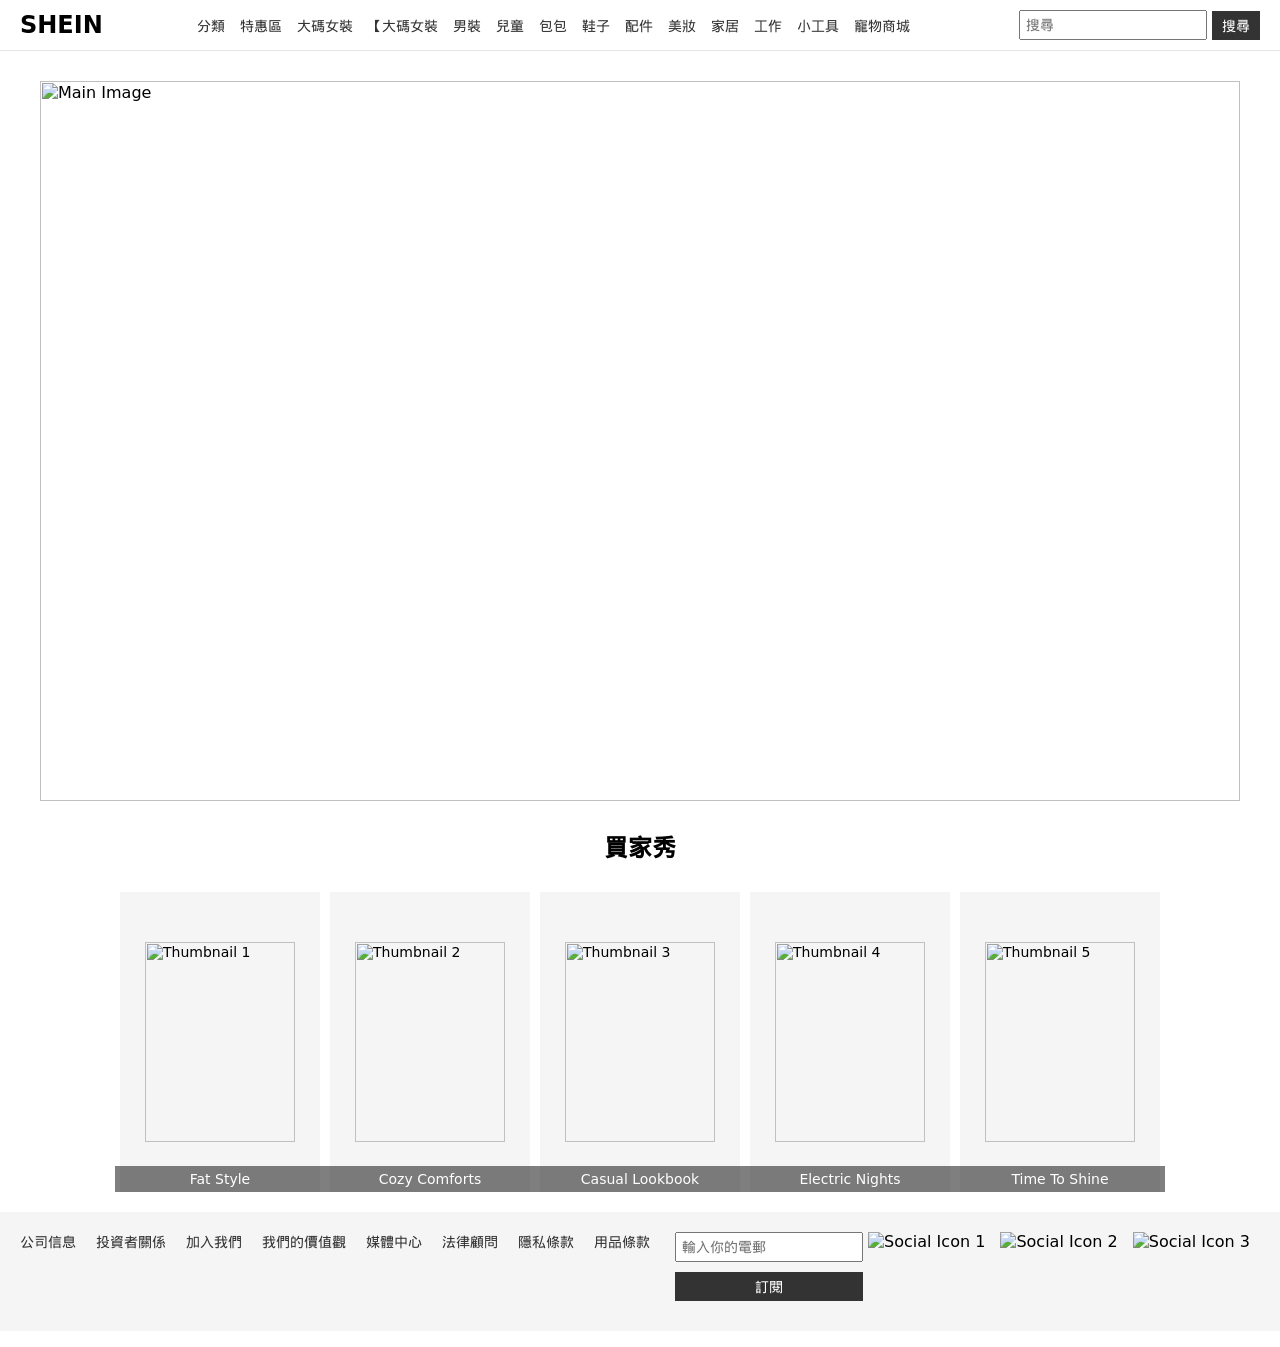 SHEIN 分類 特惠區 大碼女裝 【大碼女裝 男裝 兒童 包包 鞋子 配件 美妝 家居 工作 小工具 寵物商城 搜尋 搜尋
Main Image
買家秀
Thumbnail 1 Thumbnail 2 Thumbnail 3 Thumbnail 4 Thumbnail 5
Fat Style Cozy Comforts Casual Lookbook Electric Nights Time To Shine
公司信息 投資者關係 加入我們 我們的價值觀 媒體中心 法律顧問 隱私條款 用品條款 輸入你的電郵 Social Icon 1 Social Icon 2 Social Icon 3
訂閱